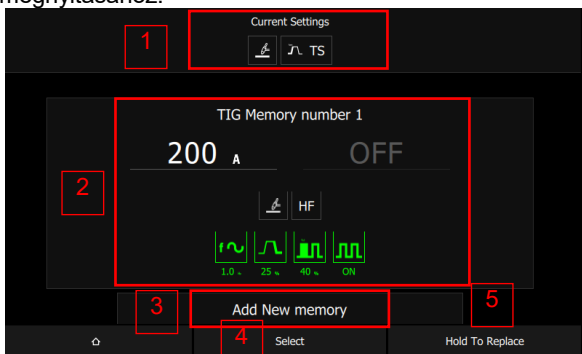 megnyitásához.
Current Settings
1
TS
TIG Memory number 1
200 A
OFF
2
HF
1.0 s
25 %
40 %
ON
3
Add New memory
5
4
Select
Hold To Replace